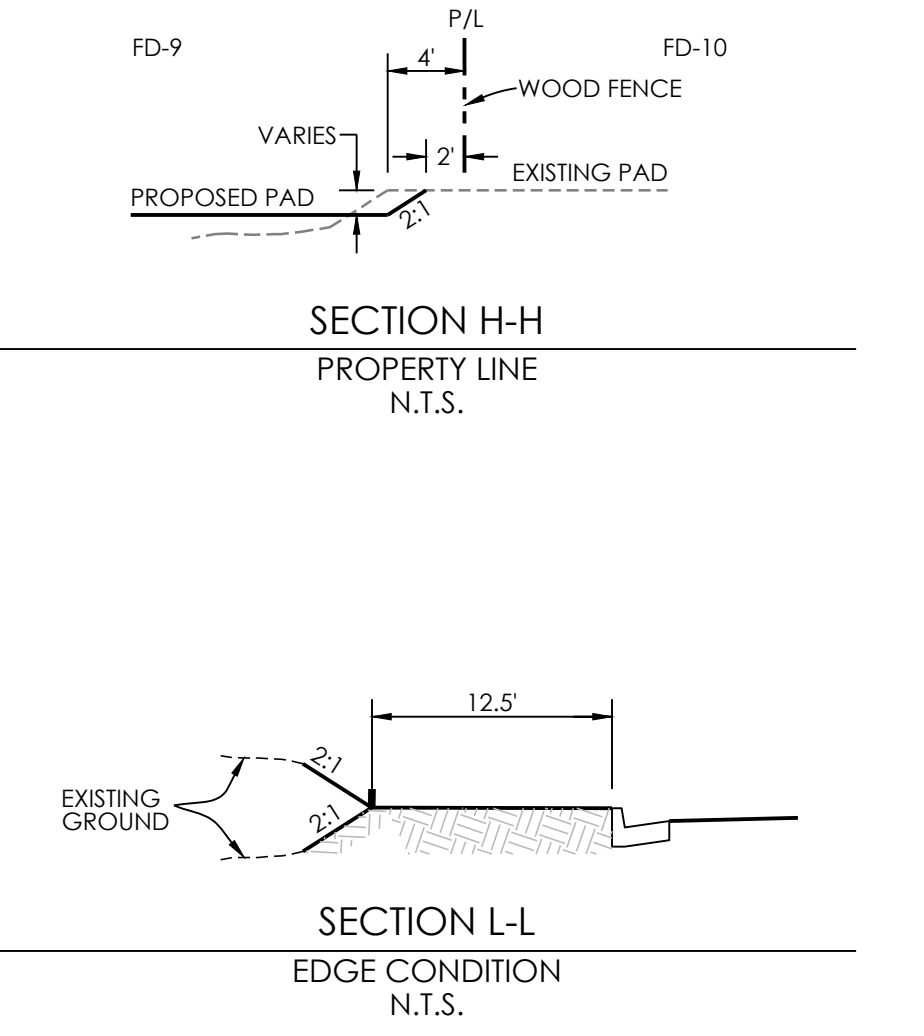 P/L
FD-9
FD-10
4'
WOOD FENCE
VARIES
2'
EXISTING PAD
PROPOSED PAD
2:1
SECTION H-H
PROPERTY LINE
N.T.S.
12.5'
2:1
EXISTING
GROUND
2:1
SECTION L-L
EDGE CONDITION
N.T.S.